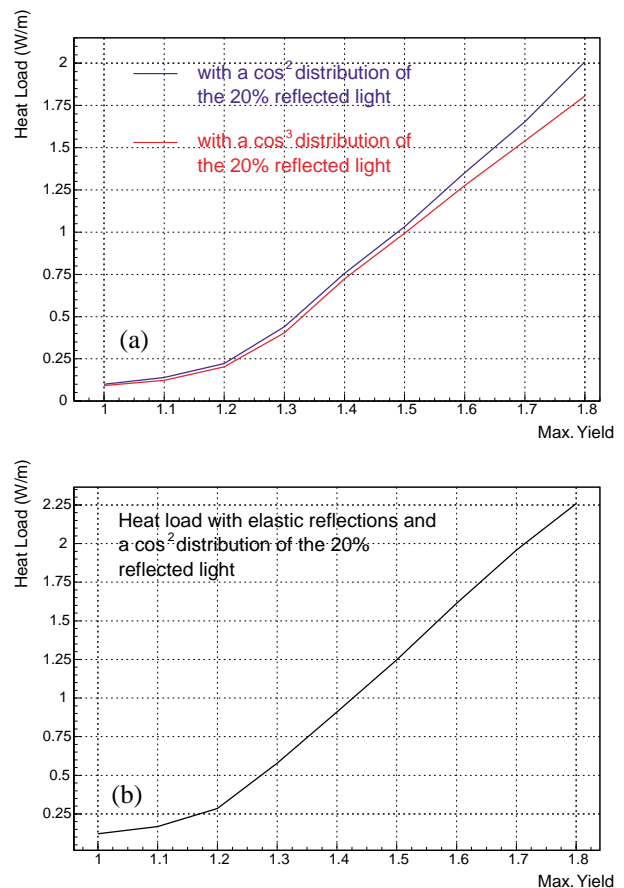 Heat Load (W/m)
2
1.75
1.5
1.25
1
0.75
0.5
0.25
0
with a cos² distribution of
the 20% reflected light
with a cos³ distribution of
the 20% reflected light
(a)
1 1.1 1.2 1.3 1.4 1.5 1.6 1.7 1.8
Max. Yield
Heat Load (W/m)
2.25
2
1.75
1.5
1.25
1
0.75
0.5
0.25
Heat load with elastic reflections and
a cos² distribution of the 20%
reflected light
(b)
1 1.1 1.2 1.3 1.4 1.5 1.6 1.7 1.8
Max. Yield